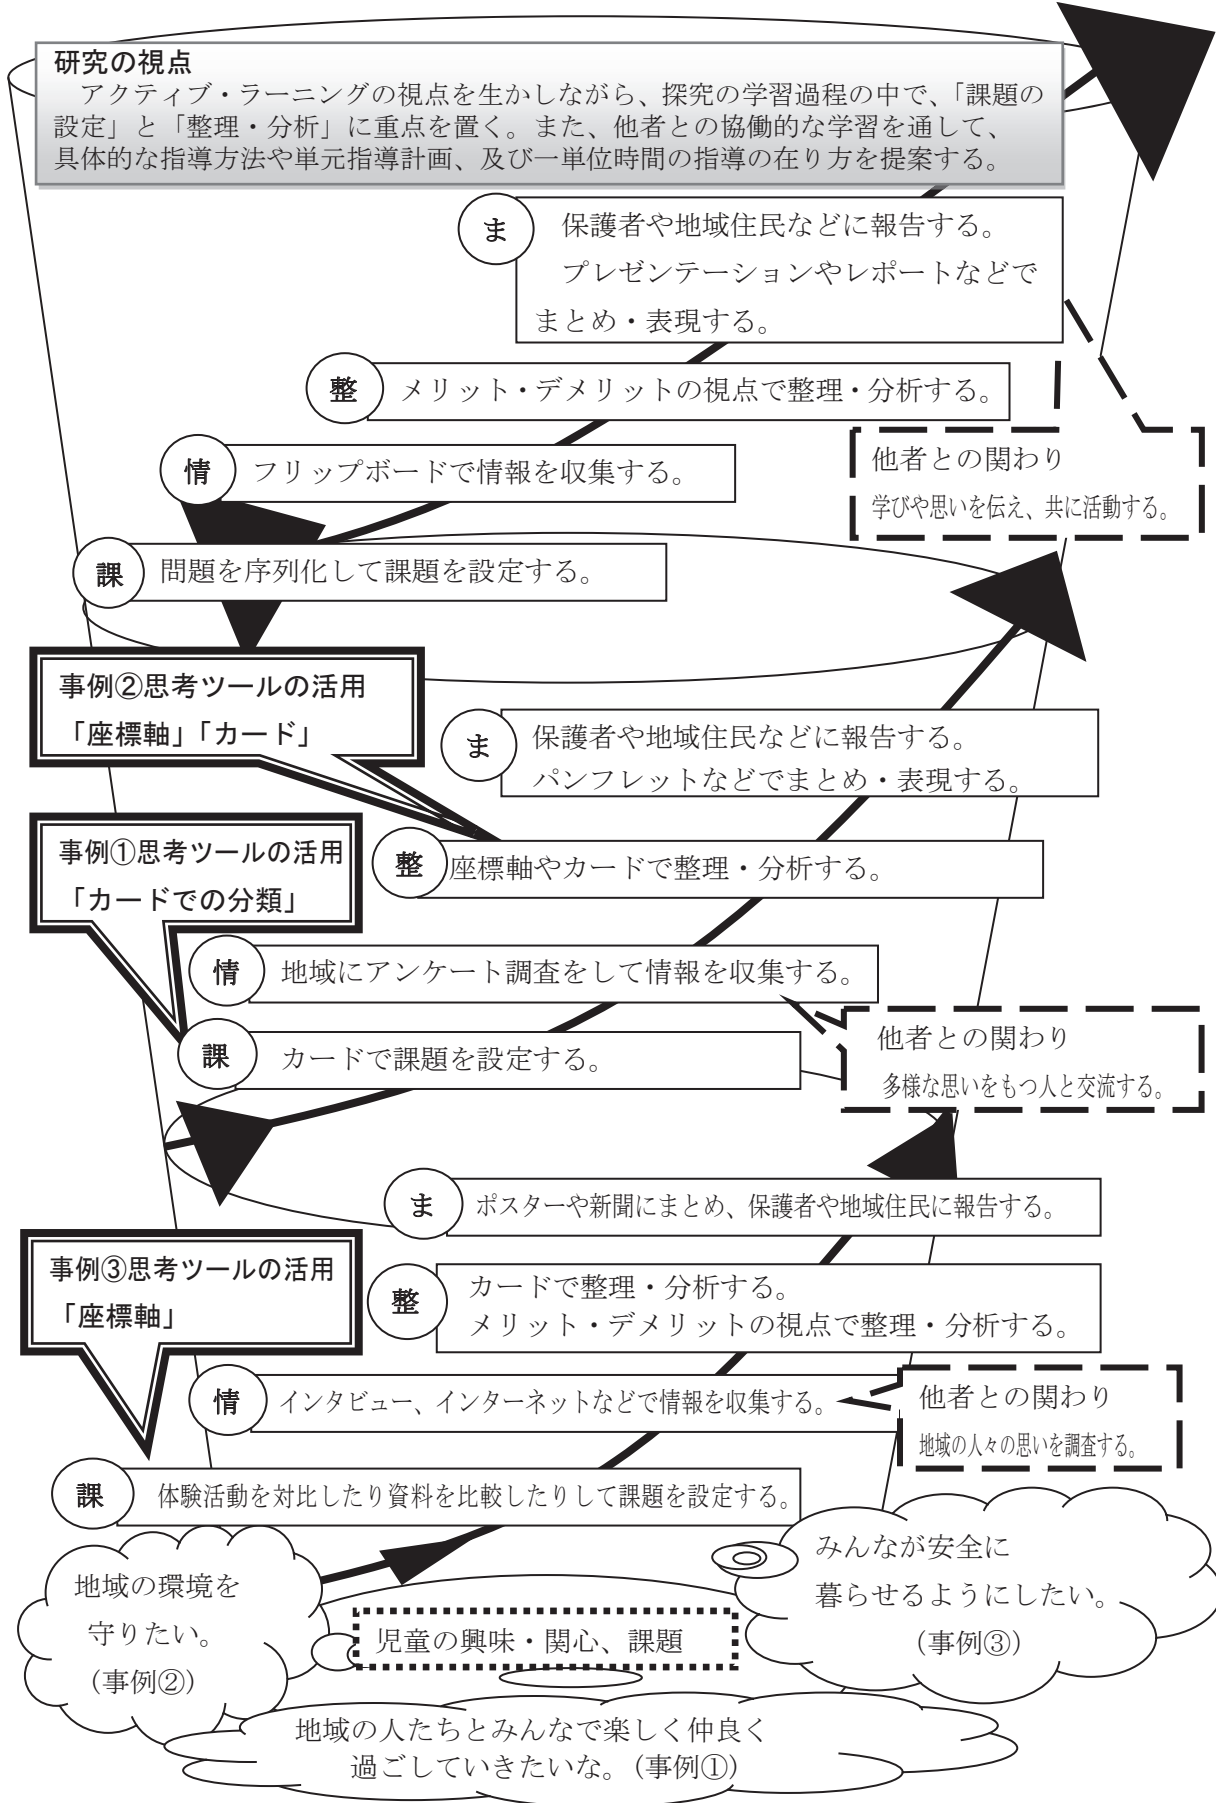 研究の視点
アクティブ・ラーニングの視点を生かしながら、探究の学習過程の中で、「課題の
設定」と「整理・分析」に重点を置く。また、他者との協働的な学習を通して、
具体的な指導方法や単元指導計画、及び一単位時間の指導の在り方を提案する。
ま
保護者や地域住民などに報告する。
プレゼンテーションやレポートなどで
まとめ・表現する。
整
メリット・デメリットの視点で整理・分析する。
情
フリップボードで情報を収集する。
他者との関わり
学びや思いを伝え、共に活動する。
課
問題を序列化して課題を設定する。
事例②思考ツールの活用
「座標軸」「カード」
ま
保護者や地域住民などに報告する。
パンフレットなどでまとめ・表現する。
事例①思考ツールの活用
「カードでの分類」
整
座標軸やカードで整理・分析する。
情
地域にアンケート調査をして情報を収集する。
他者との関わり
多様な思いをもつ人と交流する。
課
カードで課題を設定する。
ま
ポスターや新聞にまとめ、保護者や地域住民に報告する。
事例③思考ツールの活用
「座標軸」
整
カードで整理・分析する。
メリット・デメリットの視点で整理・分析する。
情
インタビュー、インターネットなどで情報を収集する。
他者との関わり
地域の人々の思いを調査する。
課
体験活動を対比したり資料を比較したりして課題を設定する。
みんなが安全に
暮らせるようにしたい。
（事例③）
地域の環境を
守りたい。
（事例②）
児童の興味・関心、課題
地域の人たちとみんなで楽しく仲良く
過ごしていきたいな。（事例①）